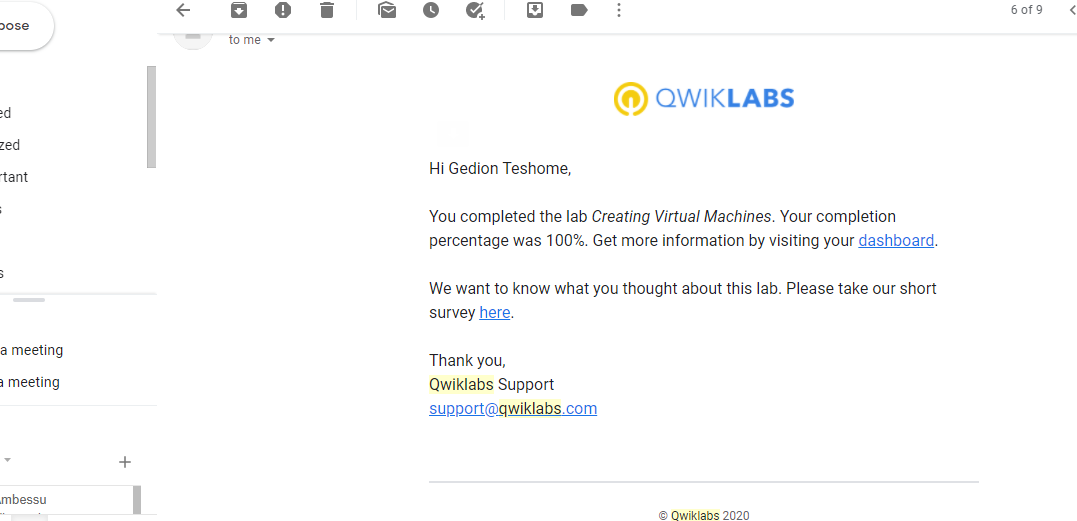 6 of 9
pose
to me
QWIKLABS
ed
zed
rtant
s
s
Hi Gedion Teshome,
You completed the lab Creating Virtual Machines. Your completion
percentage was 100%. Get more information by visiting your dashboard.
We want to know what you thought about this lab. Please take our short
survey here.
a meeting
a meeting
Thank you,
Qwiklabs Support
support@qwiklabs.com
Ambessu
© Qwiklabs 2020